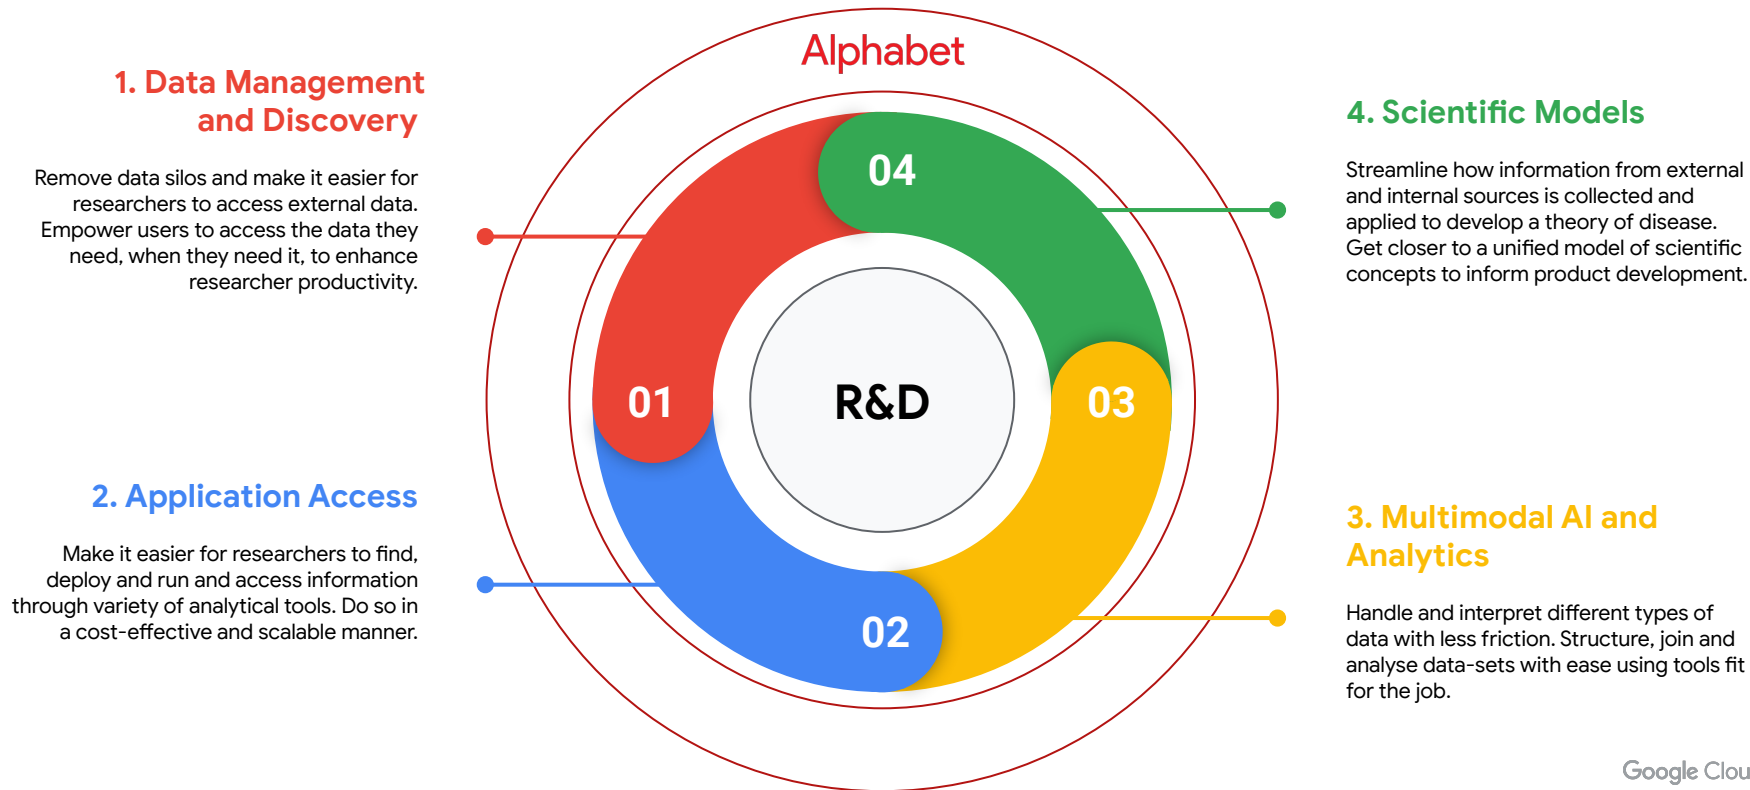 Alphabet
1. Data Management
and Discovery
Remove data silos and make it easier for
researchers to access external data.
Empower users to access the data they
need, when they need it, to enhance
researcher productivity.
2. Application Access
Make it easier for researchers to find,
deploy and run and access information
through variety of analytical tools. Do so in
a cost-effective and scalable manner.
04
01
R&D
03
02
4. Scientific Models
Streamline how information from external
and internal sources is collected and
applied to develop a theory of disease.
Get closer to a unified model of scientific
concepts to inform product development.
3. Multimodal AI and
Analytics
Handle and interpret different types of
data with less friction. Structure, join and
analyse data-sets with ease using tools fit
for the job.
Google Clou